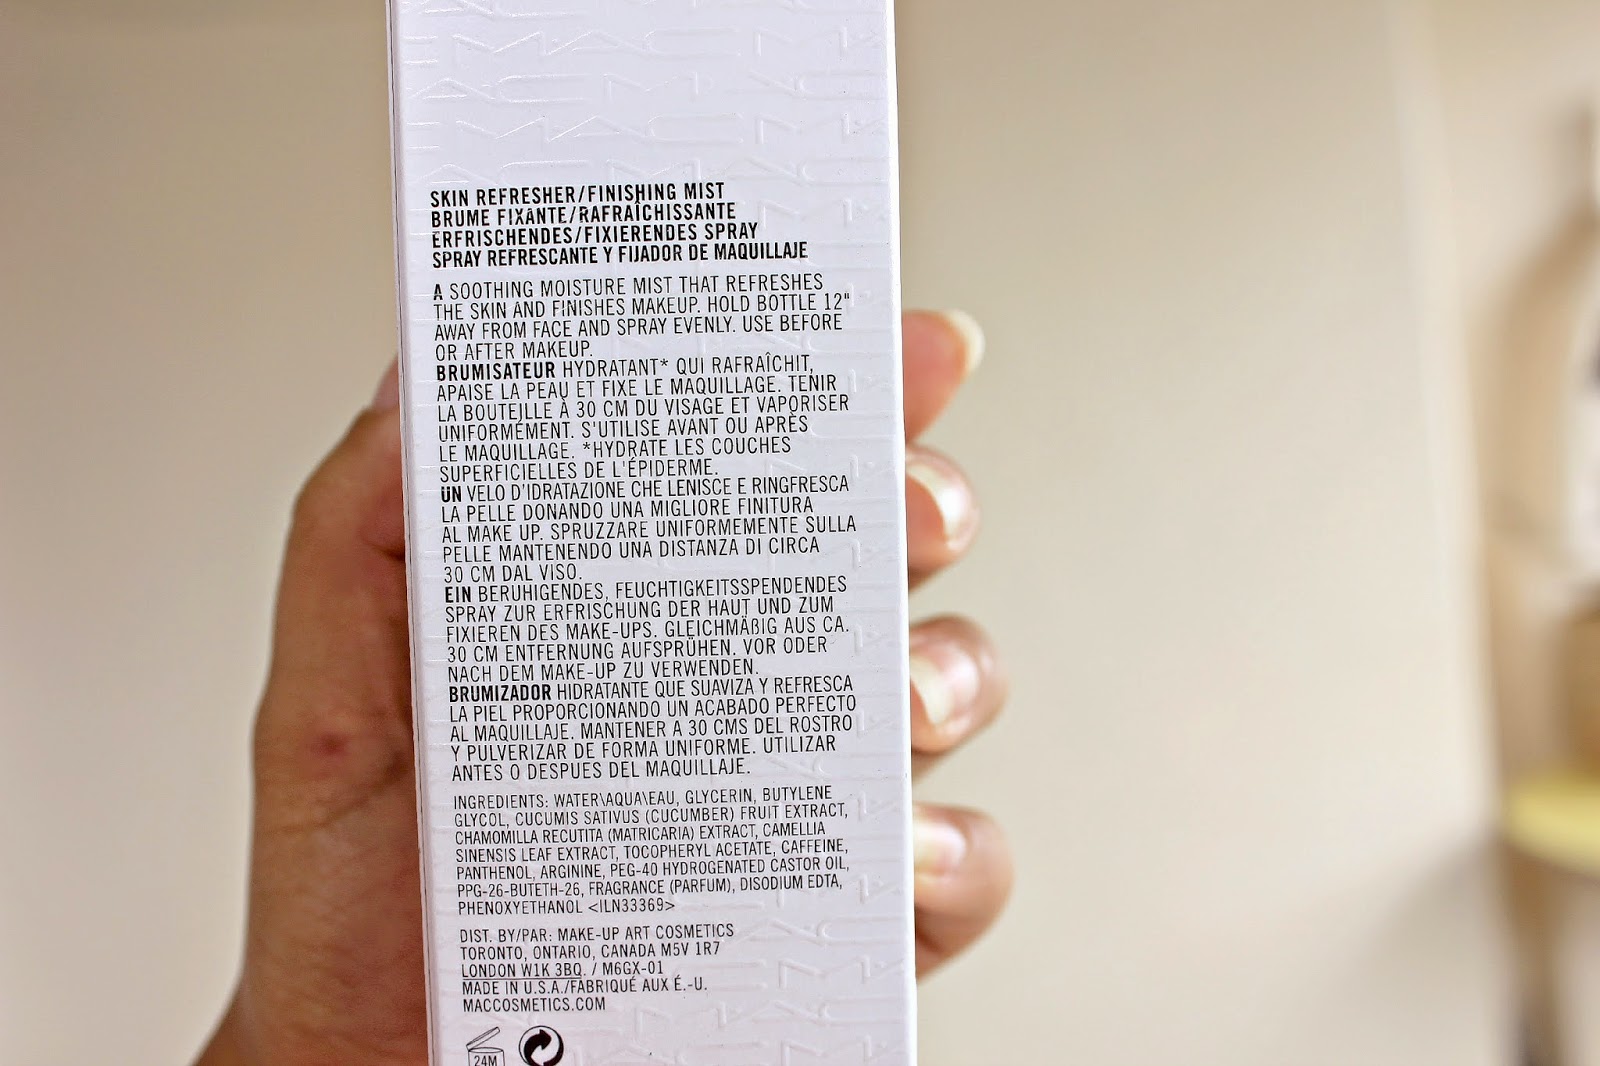 SKIN REFRESHER/FINISHING MIST
BRUME FIXANTE/RAFRAÎCHISSANTE
ERFRISCHENDES/FIXIERENDES SPRAY
SPRAY REFRESCANTE Y FIJADOR DE MAQUILLAJE
A SOOTHING MOISTURE MIST THAT REFRESHES
THE SKIN AND FINISHES MAKEUP. HOLD BOTTLE 12"
AWAY FROM FACE AND SPRAY EVENLY. USE BEFORE
OR AFTER MAKEUP.
BRUMISATEUR HYDRATANT* QUI RAFRAÎCHIT,
APAISE LA PEAU ET FIXE LE MAQUILLAGE. TENIR
LA BOUTEILLE À 30 CM DU VISAGE ET VAPORISER
UNIFORMÉMENT. S'UTILISE AVANT OU APRÈS
LE MAQUILLAGE. *HYDRATE LES COUCHES
SUPERFICIELLES DE L'ÉPIDERME.
UN VELO D'IDRATAZIONE CHE LENISCE E RINGFRESCA
LA PELLE DONANDO UNA MIGLIORE FINITURA
AL MAKE UP. SPRUZZARE UNIFORMEMENTE SULLA
PELLE MANTENENDO UNA DISTANZA DI CIRCA
30 CM DAL VISO.
EIN BERUHIGENDES, FEUCHTIGKEITSSPENDENDES
SPRAY ZUR ERFRISCHUNG DER HAUT UND ZUM
FIXIEREN DES MAKE-UPS. GLEICHMÄßIG AUS CA.
30 CM ENTFERNUNG AUFSPRÜHEN. VOR ODER
NACH DEM MAKE-UP ZU VERWENDEN.
BRUMIZADOR HIDRATANTE QUE SUAVIZA Y REFRESCA
LA PIEL PROPORCIONANDO UN ACABADO PERFECTO
AL MAQUILLAJE. MANTENER A 30 CMS DEL ROSTRO
Y PULVERIZAR DE FORMA UNIFORME. UTILIZAR
ANTES O DESPUES DEL MAQUILLAJE.
INGREDIENTS: WATER\AQUA\EAU, GLYCERIN, BUTYLENE
GLYCOL, CUCUMIS SATIVUS (CUCUMBER) FRUIT EXTRACT,
CHAMOMILLA RECUTITA (MATRICARIA) EXTRACT, CAMELLIA
SINENSIS LEAF EXTRACT, TOCOPHERYL ACETATE, CAFFEINE,
PANTHENOL, ARGININE, PEG-40 HYDROGENATED CASTOR OIL,
PPG-26-BUTETH-26, FRAGRANCE (PARFUM), DISODIUM EDTA,
PHENOXYETHANOL <ILN33369>
DIST. BY/PAR: MAKE-UP ART COSMETICS
TORONTO, ONTARIO, CANADA M5V 1R7
LONDON W1K 3BQ. / M6GX-01
MADE IN U.S.A./FABRIQUÉ AUX É.-U.
MACCOSMETICS.COM
24M